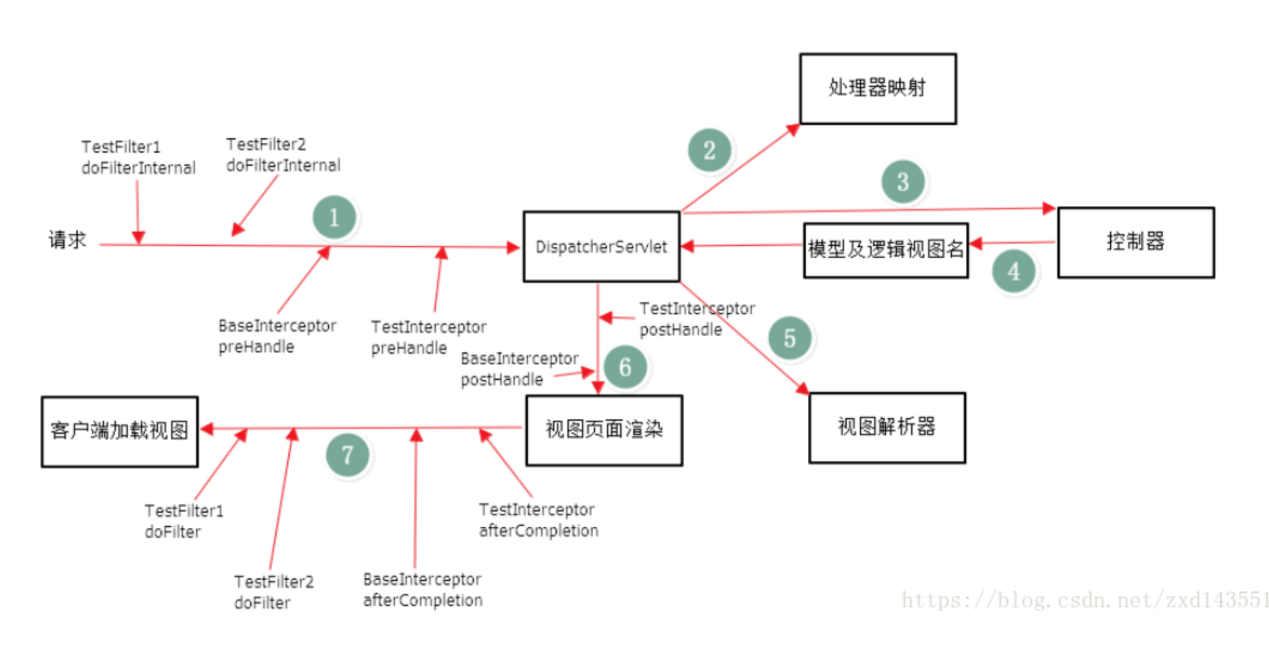 处理器映射
TestFilter1
doFilterInternal
TestFilter2
doFilterInternal
2
3
1
请求
DispatcherServlet
模型及逻辑视图名
控制器
4
BaseInterceptor
preHandle
TestInterceptor
preHandle
TestInterceptor
postHandle
5
BaseInterceptor
postHandle
6
客户端加载视图
视图页面渲染
视图解析器
7
TestFilter1
doFilter
TestInterceptor
afterCompletion
TestFilter2
doFilter
BaseInterceptor
afterCompletion
https://blog.csdn.net/zxd143551